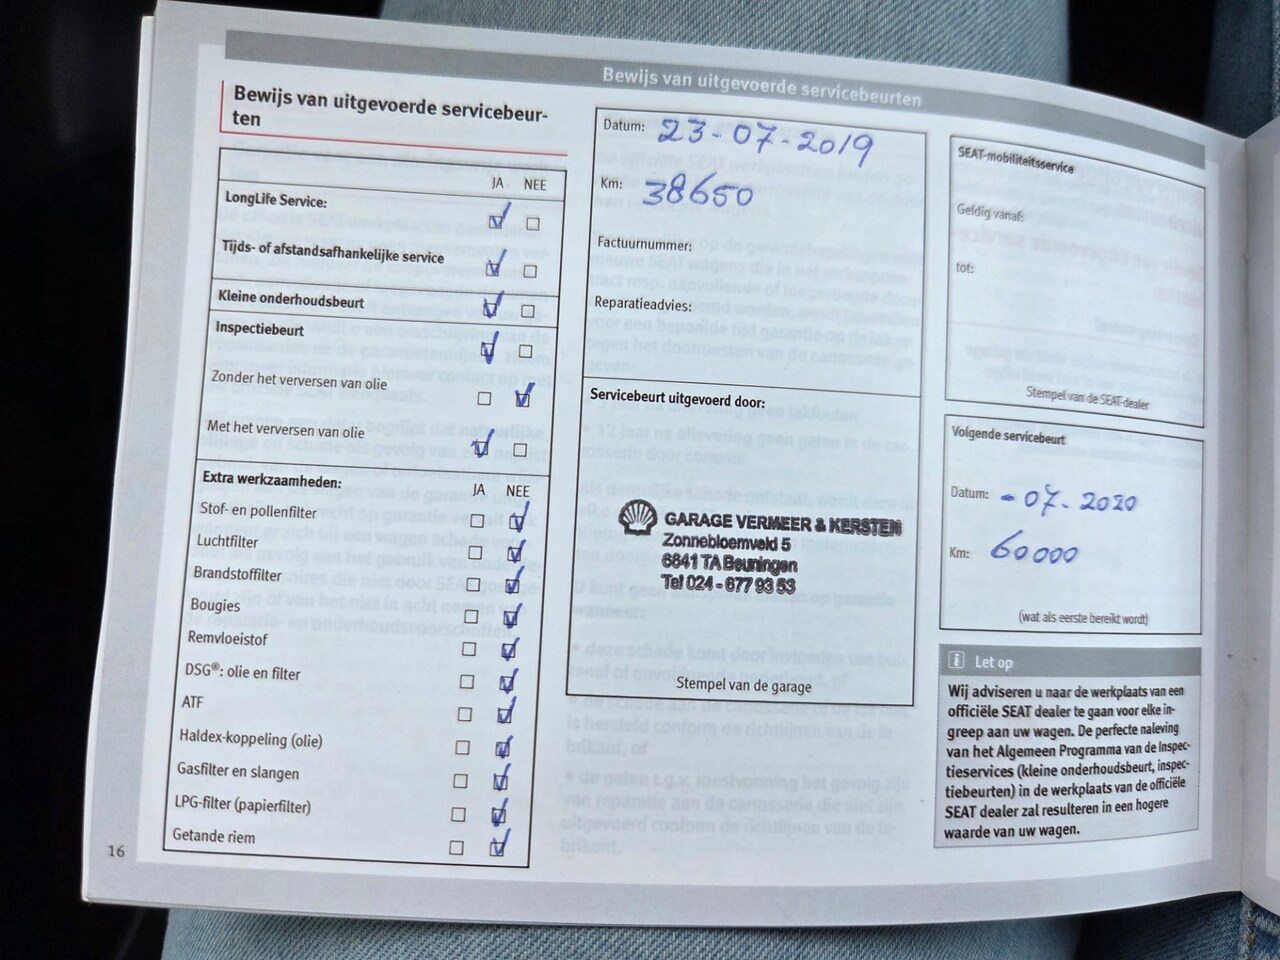 Bewijs van uitgevoerde servicebeurten
Bewijs van uitgevoerde servicebeur-
ten
JA NEE
LongLife Service:
Tijds- of afstandsafhankelijke service
Kleine onderhoudsbeurt
Inspectiebeurt
Zonder het verversen van olie
Met het verversen van olie
Extra werkzaamheden: JA NEE
Stof- en pollenfilter
Luchtfilter
Brandstoffilter
Bougies
Remvloeistof
DSG®: olie en filter
ATF
Haldex-koppeling (olie)
Gasfilter en slangen
LPG-filter (papierfilter)
Getande riem
16
Datum: 23-07-2019
Km: 38650
Factuurnummer:
Reparatieadvies:
Servicebeurt uitgevoerd door:
GARAGE VERMEER & KERSTEN
Zonnebloemveld 5
6641 TA Beuningen
Tel 024 - 677 93 53
Stempel van de garage
SEAT-mobiliteitsservice
Geldig vanaf:
tot:
Stempel van de SEAT-dealer
Volgende servicebeurt
Datum: -07-2020
Km: 60000
(wat als eerste bereikt wordt)
i Let op
Wij adviseren u naar de werkplaats van een
officiële SEAT dealer te gaan voor elke in-
greep aan uw wagen. De perfecte naleving
van het Algemeen Programma van de Inspec-
tieservices (kleine onderhoudsbeurt, inspec-
tiebeurten) in de werkplaats van de officiële
SEAT dealer zal resulteren in een hogere
waarde van uw wagen.